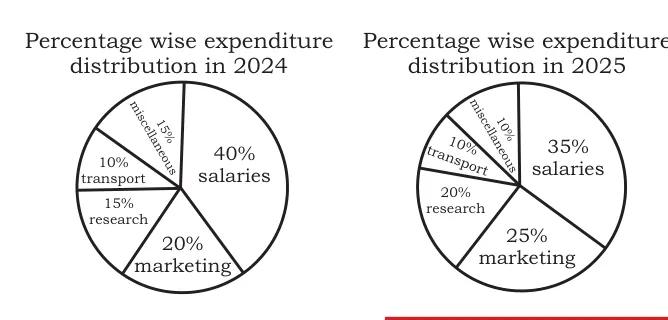 Percentage wise expenditure
distribution in 2024
15%
miscellaneous
40%
salaries
10%
transport
15%
research
20%
marketing
Percentage wise expenditure
distribution in 2025
10%
miscellaneous
35%
salaries
10%
transport
20%
research
25%
marketing